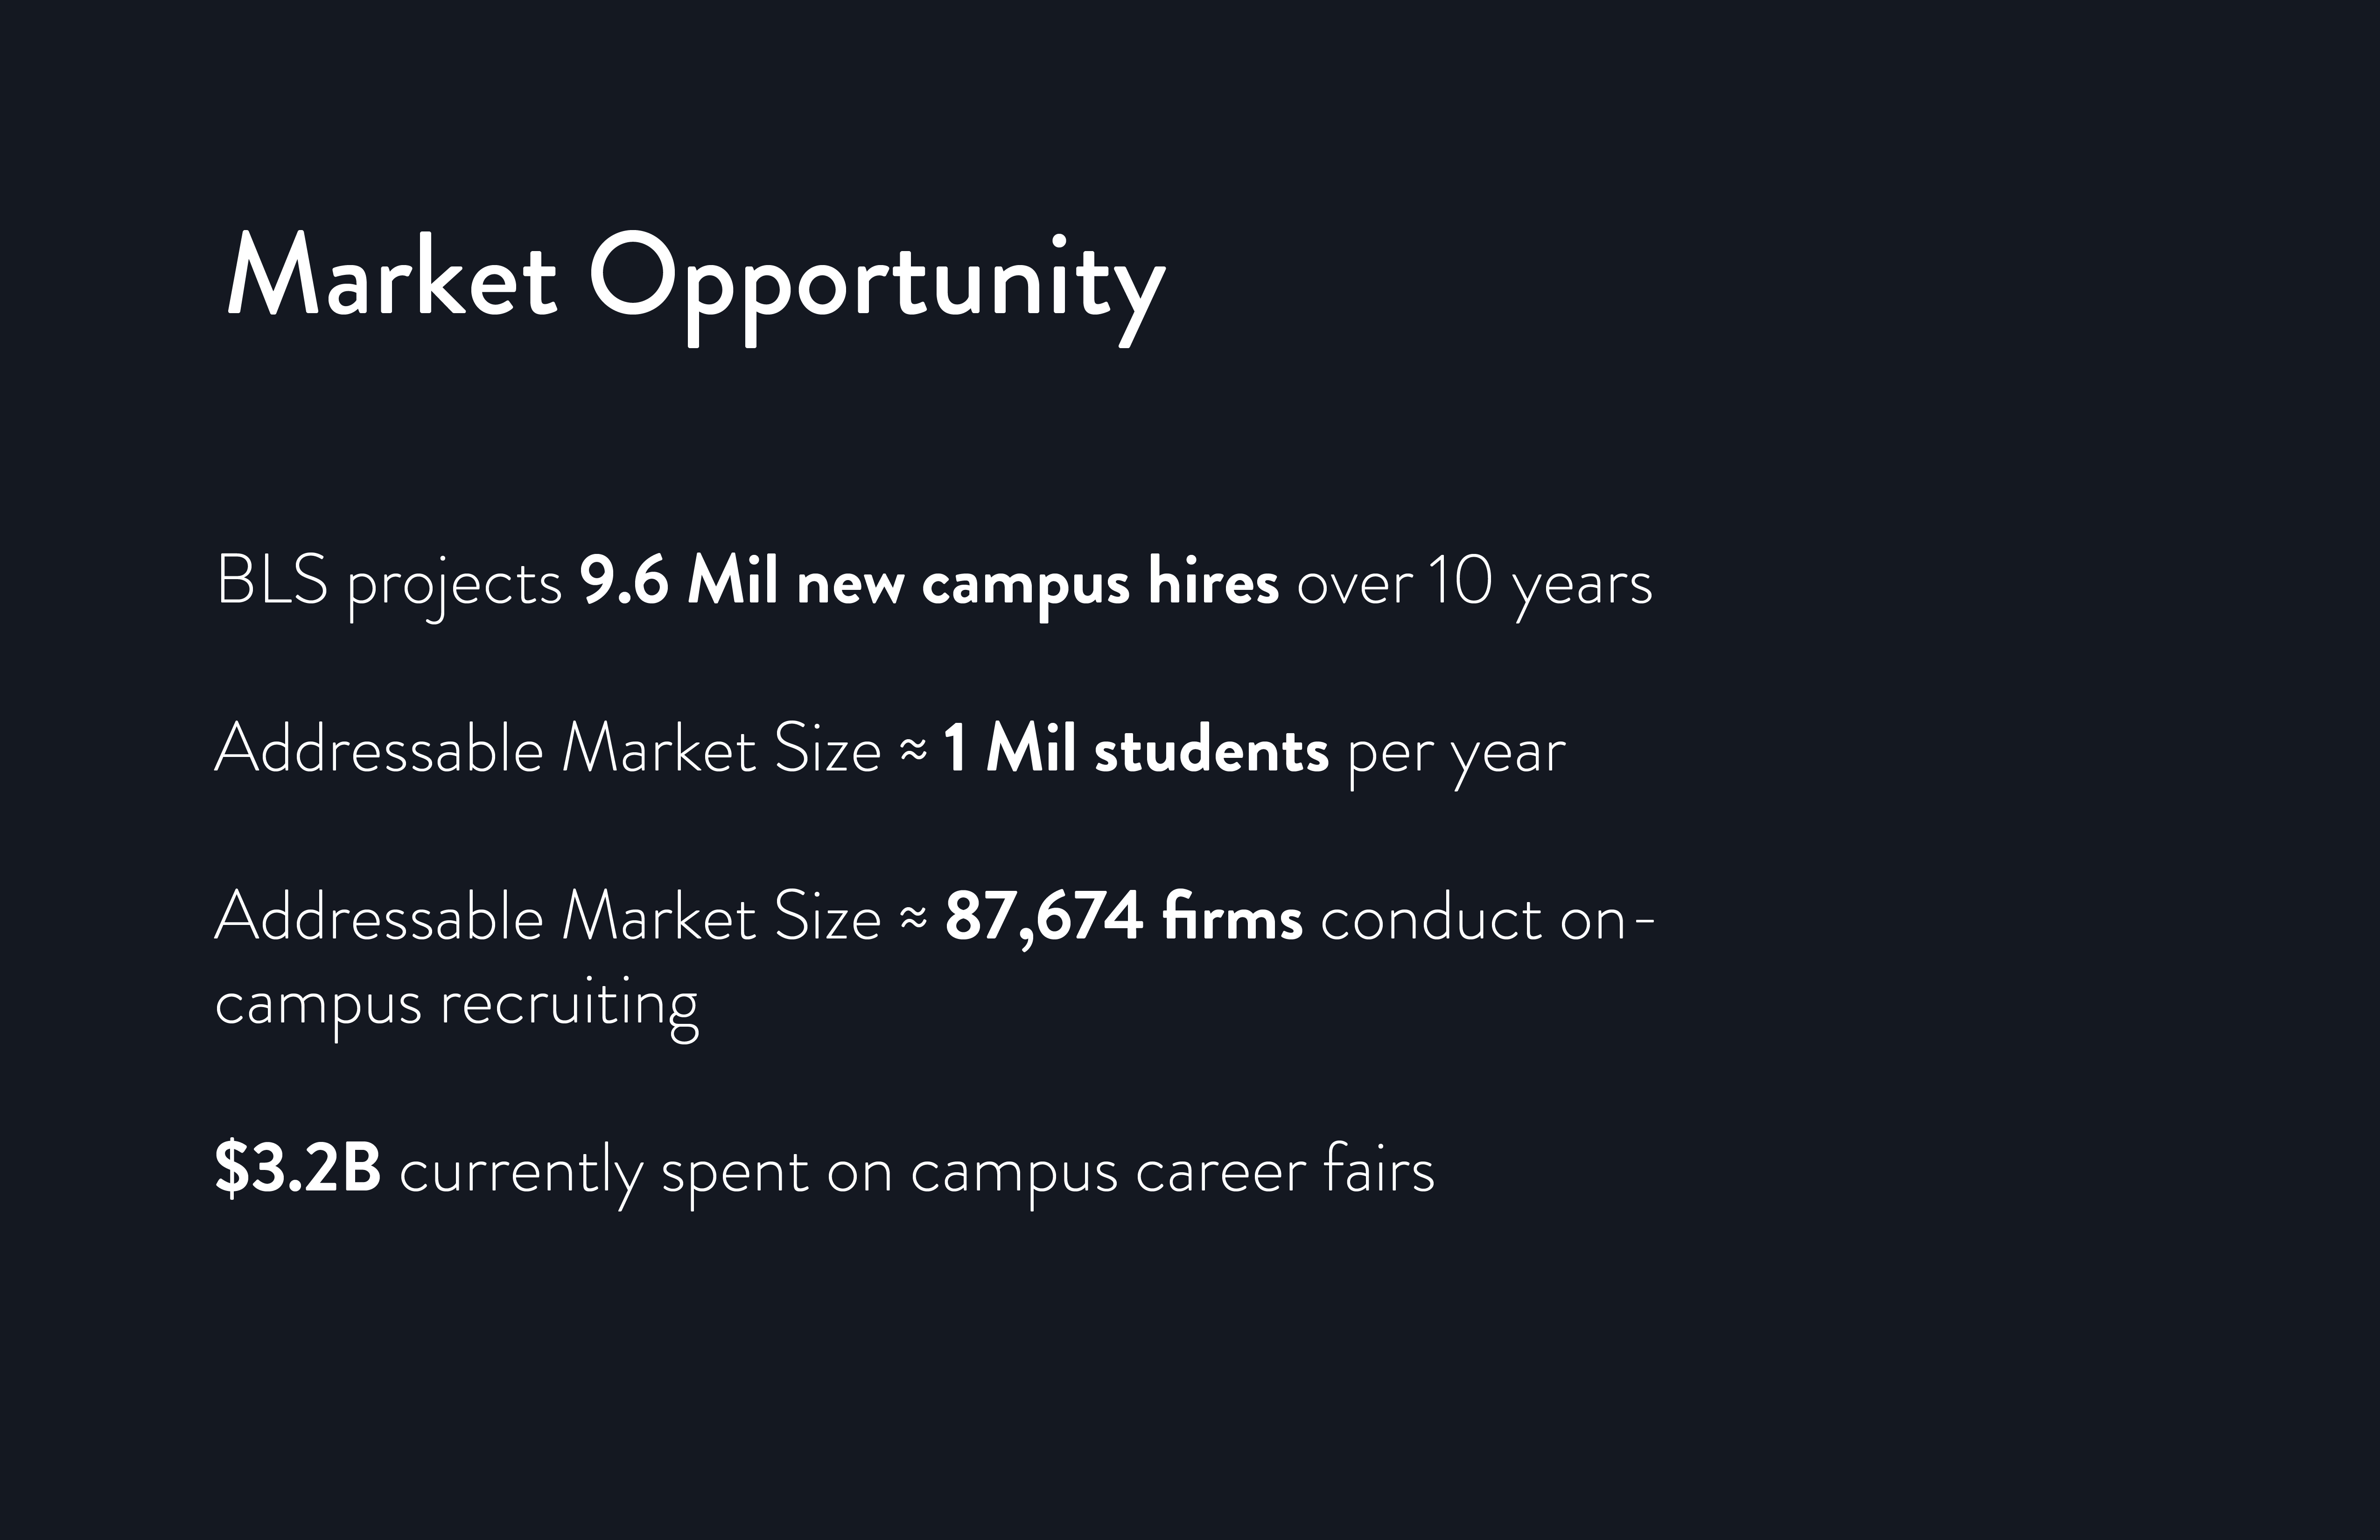 Market Opportunity
BLS projects 9.6 Mil new campus hires over 10 years
Addressable Market Size ≈ 1 Mil students per year
Addressable Market Size ≈ 87,674 firms conduct on-
campus recruiting
$3.2B currently spent on campus career fairs